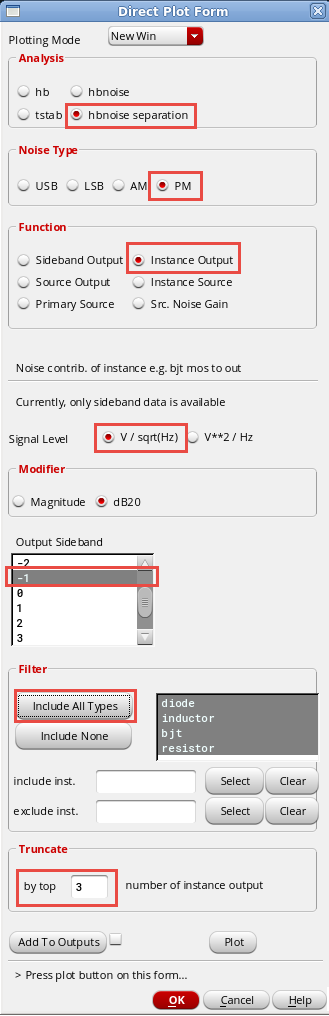 Direct Plot Form
Plotting Mode New Win
Analysis
hb hbnoise
tstab hbnoise separation
Noise Type
USB LSB AM PM
Function
Sideband Output Instance Output
Source Output Instance Source
Primary Source Src. Noise Gain
Noise contrib. of instance e.g. bjt mos to out
Currently, only sideband data is available
Signal Level V / sqrt(Hz) V**2 / Hz
Modifier
Magnitude dB20
Output Sideband
-2
-1
0
1
2
3
Filter
Include All Types
Include None
diode
inductor
bjt
resistor
include inst. Select Clear
exclude inst. Select Clear
Truncate
by top 3 number of instance output
Add To Outputs Plot
> Press plot button on this form...
OK Cancel Help